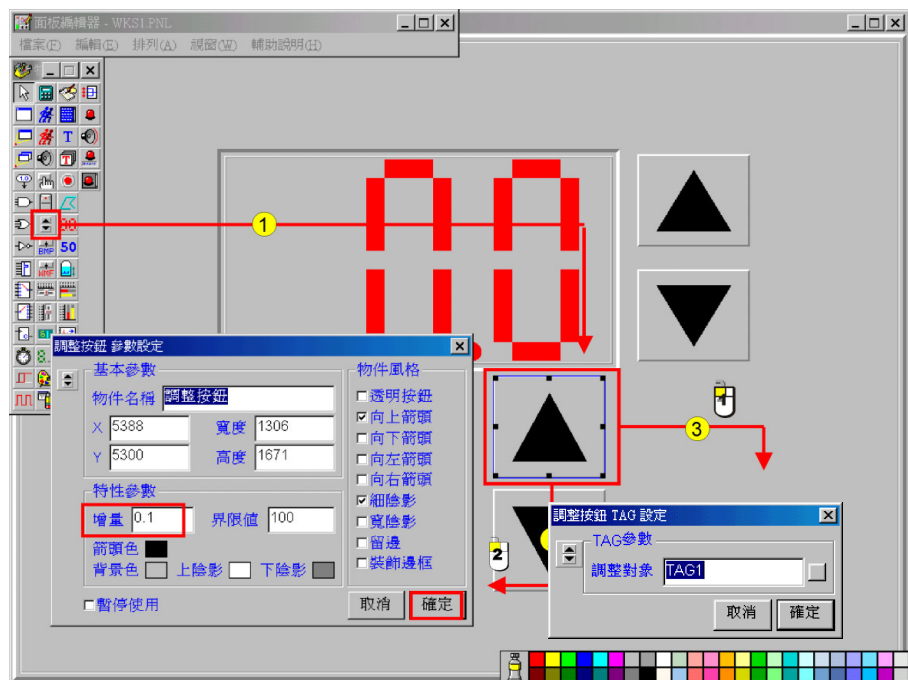 面板編輯器 - WKS1.PNL
檔案(F) 編輯(E) 排列(A) 視窗(W) 輔助說明(H)
1
T
T
1.0
BMP 50
WMF
0.0
調整按鈕 參數設定
基本參數
物件名稱 調整按鈕
X 5388 寬度 1306
Y 5300 高度 1671
特性參數
增量 0.1 界限值 100
箭頭色
背景色 上陰影 下陰影
暫停使用
物件風格
透明按鈕
向上箭頭
向下箭頭
向左箭頭
向右箭頭
細陰影
寬陰影
留邊
裝飾邊框
取消 確定
3
1
2
調整按鈕 TAG 設定
TAG參數
調整對象 TAG1
取消 確定